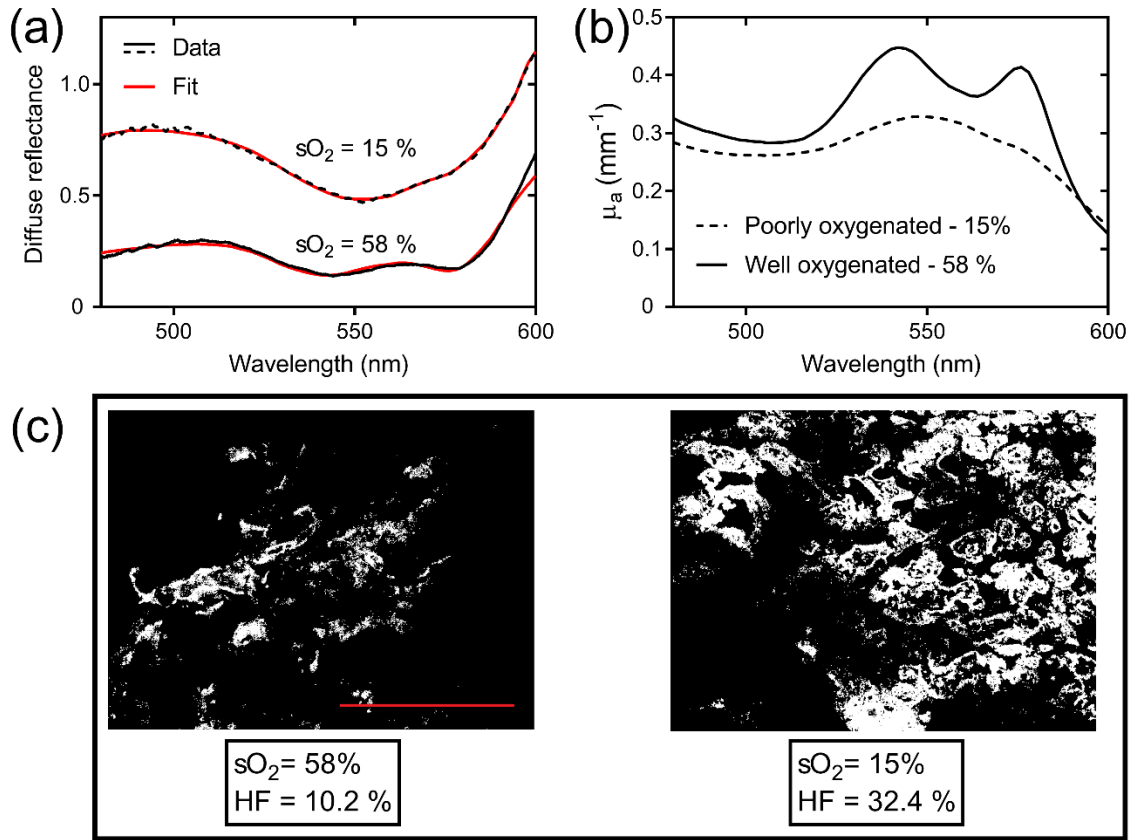 (a)
Data
Fit
1.0
0.5
0
Diffuse reflectance
sO₂ = 15 %
sO₂ = 58 %
500
550
600
Wavelength (nm)
(b)
0.5
0.4
0.3
0.2
0.1
0
μₐ (mm⁻¹)
Poorly oxygenated - 15%
Well oxygenated - 58 %
500
550
600
Wavelength (nm)
(c)
sO₂= 58%
HF = 10.2 %
sO₂= 15%
HF = 32.4 %